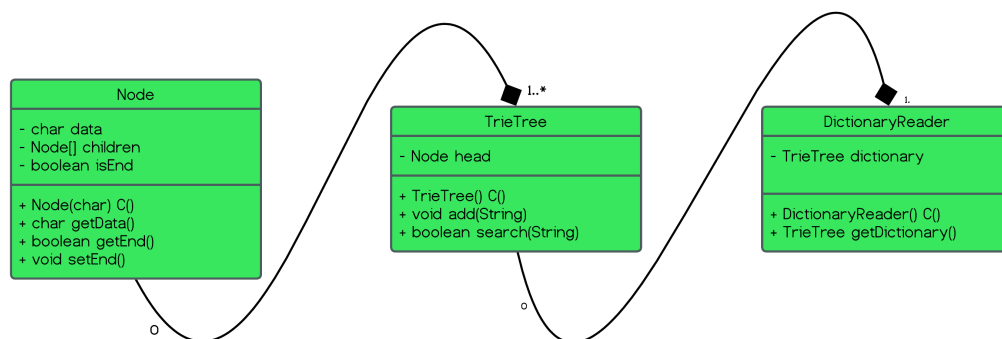 Node
- char data
- Node[] children
- boolean isEnd
+ Node(char) C()
+ char getData()
+ boolean getEnd()
+ void setEnd()
0
1..*
TrieTree
- Node head
+ TrieTree() C()
+ void add(String)
+ boolean search(String)
0
1.
DictionaryReader
- TrieTree dictionary
+ DictionaryReader() C()
+ TrieTree getDictionary()